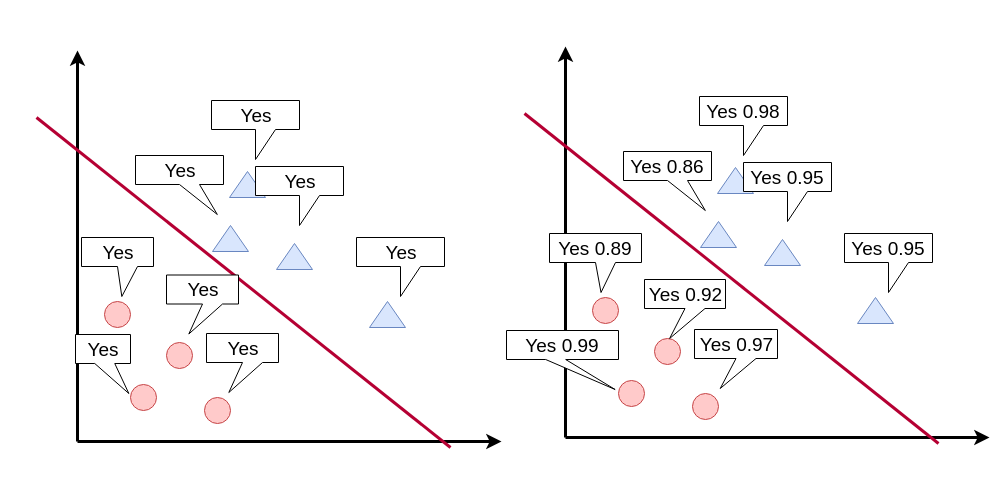 Yes
Yes
Yes
Yes
Yes
Yes
Yes
Yes
Yes 0.98
Yes 0.86
Yes 0.95
Yes 0.89
Yes 0.95
Yes 0.92
Yes 0.99
Yes 0.97